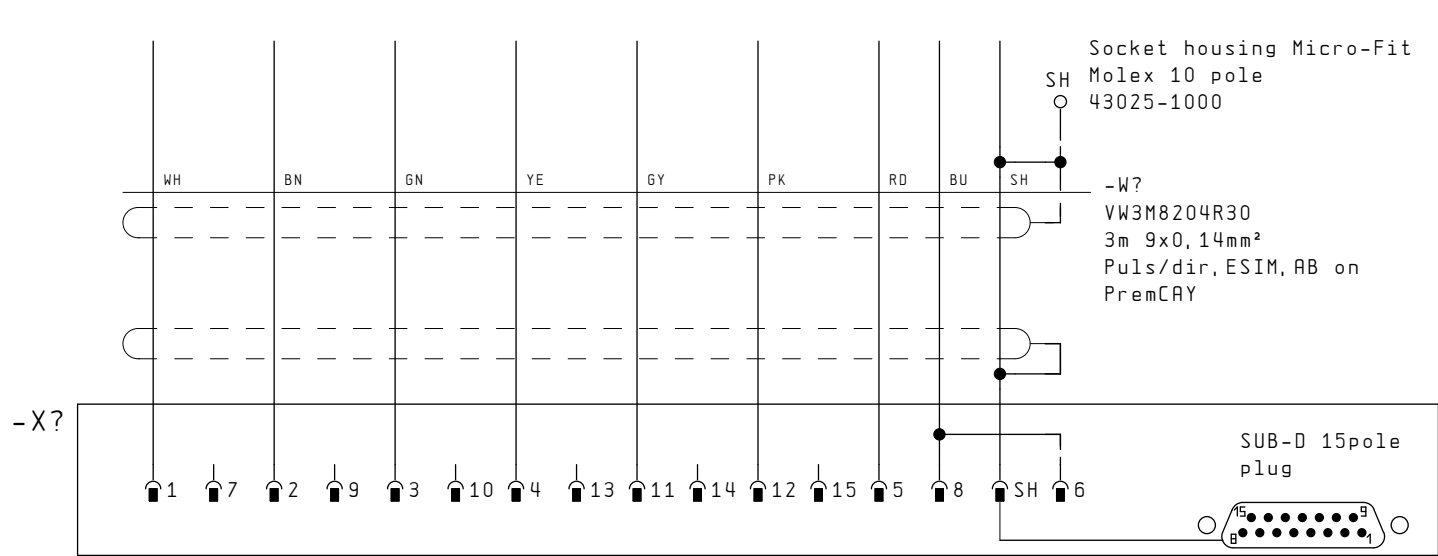 Socket housing Micro-Fit
SH Molex 10 pole
43025-1000
WH BN GN YE GY PK RD BU SH
-W?
VW3M8204R30
3m 9x0,14mm²
Puls/dir,ESIM,AB on
PremCAY
-X?
SUB-D 15pole
plug
1 7 2 9 3 10 4 13 11 14 12 15 5 8 SH 6
15 9
8 1